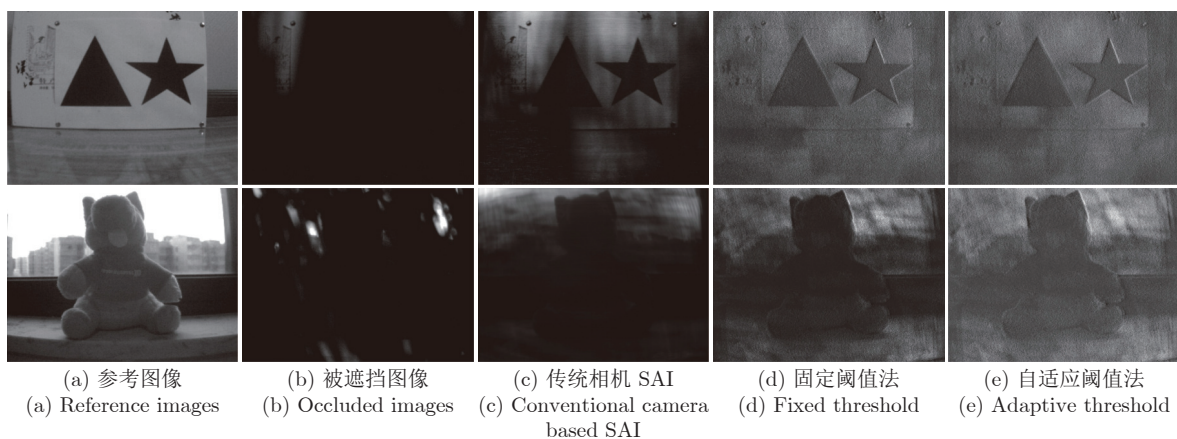 (a) 参考图像
(a) Reference images
(b) 被遮挡图像
(b) Occluded images
(c) 传统相机 SAI
(c) Conventional camera
based SAI
(d) 固定阈值法
(d) Fixed threshold
(e) 自适应阈值法
(e) Adaptive threshold